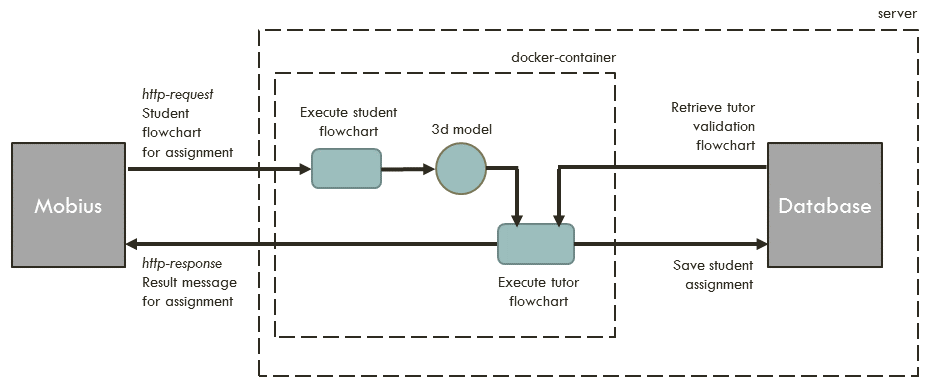 server
docker-container
http-request
Student
flowchart
for assignment
Execute student
flowchart
3d model
Retrieve tutor
validation
flowchart
Mobius
Database
http-response
Result message
for assignment
Execute tutor
flowchart
Save student
assignment